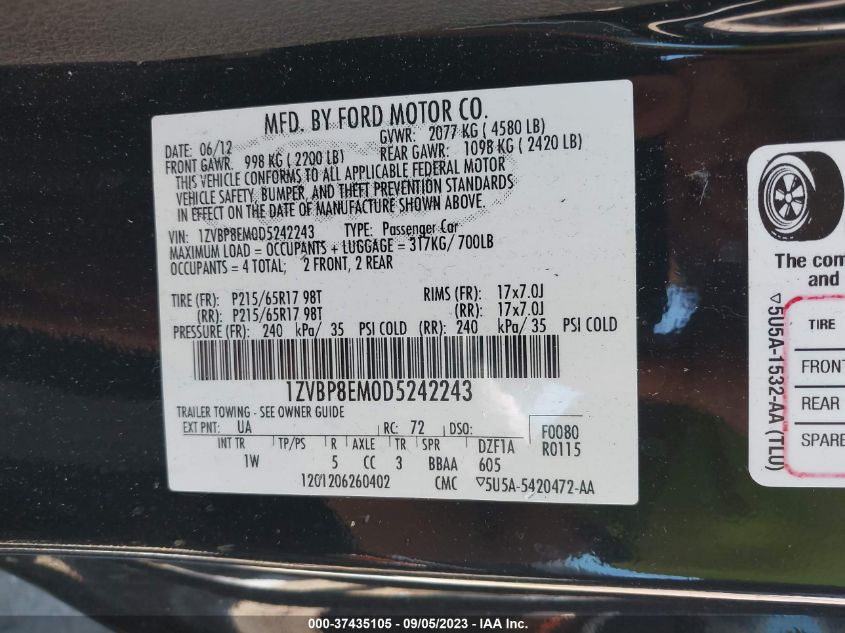 MFD. BY FORD MOTOR CO.
DATE: 06/12 GVWR: 2077 KG ( 4580 LB)
FRONT GAWR: 998 KG ( 2200 LB) REAR GAWR: 1098 KG ( 2420 LB)
THIS VEHICLE CONFORMS TO ALL APPLICABLE FEDERAL MOTOR
VEHICLE SAFETY, BUMPER, AND THEFT PREVENTION STANDARDS
IN EFFECT ON THE DATE OF MANUFACTURE SHOWN ABOVE.
VIN: 1ZVBP8EM0D5242243 TYPE: Passenger Car
MAXIMUM LOAD = OCCUPANTS + LUGGAGE = 317KG/ 700LB
OCCUPANTS = 4 TOTAL; 2 FRONT, 2 REAR
TIRE (FR): P215/65R17 98T RIMS (FR): 17x7.0J
(RR): P215/65R17 98T (RR): 17x7.0J
PRESSURE (FR): 240 kPa/ 35 PSI COLD (RR): 240 kPa/ 35 PSI COLD
1ZVBP8EM0D5242243
TRAILER TOWING - SEE OWNER GUIDE
EXT PNT: UA RC: 72 DSO: F0080
R0115
INT TR TP/PS R AXLE TR SPR DZF1A
1W 5 CC 3 BBAA 605
1201206260402 CMC ▽5U5A-5420472-AA
The com
and
▽5U5A-1532-AA (TLU)
TIRE
FRONT
REAR
SPARE
000-37435105 - 09/05/2023 - IAA Inc.